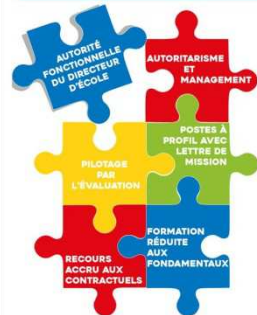 AUTORITÉ
FONCTIONNELLE
DU DIRECTEUR
D'ÉCOLE
AUTORITARISME
ET
MANAGEMENT
POSTES À
PROFIL AVEC
LETTRE DE
MISSION
PILOTAGE
PAR
L'ÉVALUATION
FORMATION
RÉDUITE
AUX
FONDAMENTAUX
RECOURS
ACCRU AUX
CONTRACTUELS